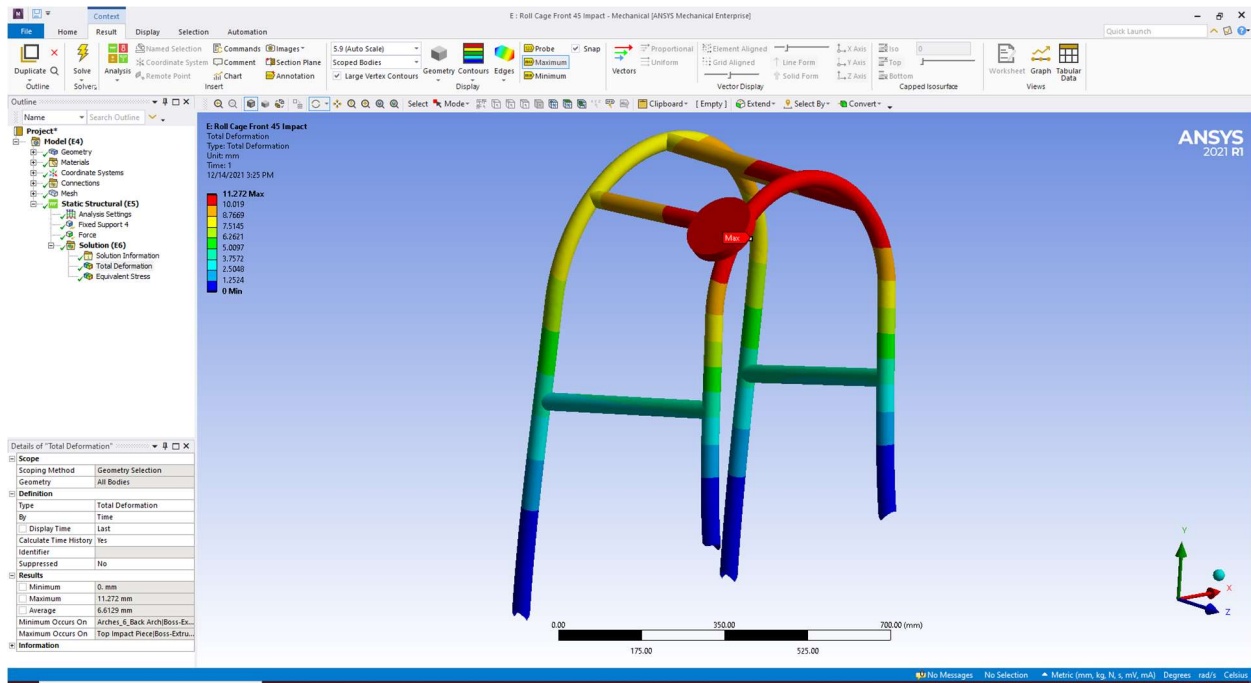 Context
E : Roll Cage Front 45 Impact - Mechanical [ANSYS Mechanical Enterprise]
File Home Result Display Selection Automation
Quick Launch
Duplicate Solve Analysis
Named Selection Commands Images
Coordinate System Comment Section Plane
Remote Point Chart Annotation
5.9 (Auto Scale)
Scoped Bodies
Large Vertex Contours
Geometry Contours Edges
Probe Snap
Maximum
Minimum
Vectors
Proportional
Uniform
Element Aligned
Grid Aligned
Line Form
Solid Form
X Axis
Y Axis
Z Axis
Iso 0
Top
Bottom
Worksheet Graph Tabular Data
Outline Solver Insert Display Vector Display Capped Isosurface Views
Outline
Select Mode Clipboard [ Empty ] Extend Select By Convert
Name Search Outline
Project*
Model (E4)
Geometry
Materials
Coordinate Systems
Connections
Mesh
Static Structural (E5)
Analysis Settings
Fixed Support 4
Force
Solution (E6)
Solution Information
Total Deformation
Equivalent Stress
E: Roll Cage Front 45 Impact
Total Deformation
Type: Total Deformation
Unit: mm
Time: 1
12/14/2021 3:25 PM
11.272 Max
10.019
8.7669
7.5145
6.2621
5.0097
3.7572
2.5048
1.2524
0 Min
ANSYS
2021 R1
Max
Details of "Total Deformation"
Scope
Scoping Method Geometry Selection
Geometry All Bodies
Definition
Type Total Deformation
By Time
Display Time Last
Calculate Time History Yes
Identifier
Suppressed No
Results
Minimum 0. mm
Maximum 11.272 mm
Average 6.6129 mm
Minimum Occurs On Arches_6_Back Arch|Boss-Ex...
Maximum Occurs On Top Impact Piece|Boss-Extru...
Information
0.00 350.00 700.00 (mm)
175.00 525.00
Y
X
Z
No Messages No Selection Metric (mm, kg, N, s, mV, mA) Degrees rad/s Celsius